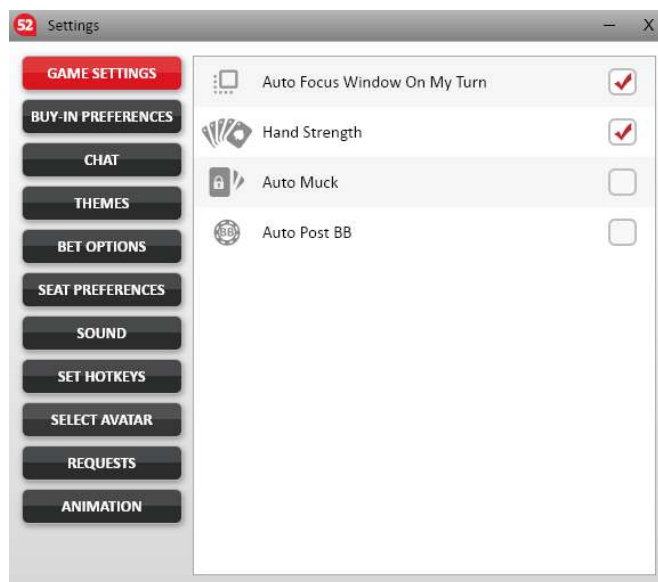 52 Settings
GAME SETTINGS
BUY-IN PREFERENCES
CHAT
THEMES
BET OPTIONS
SEAT PREFERENCES
SOUND
SET HOTKEYS
SELECT AVATAR
REQUESTS
ANIMATION
Auto Focus Window On My Turn
Hand Strength
Auto Muck
BB Auto Post BB